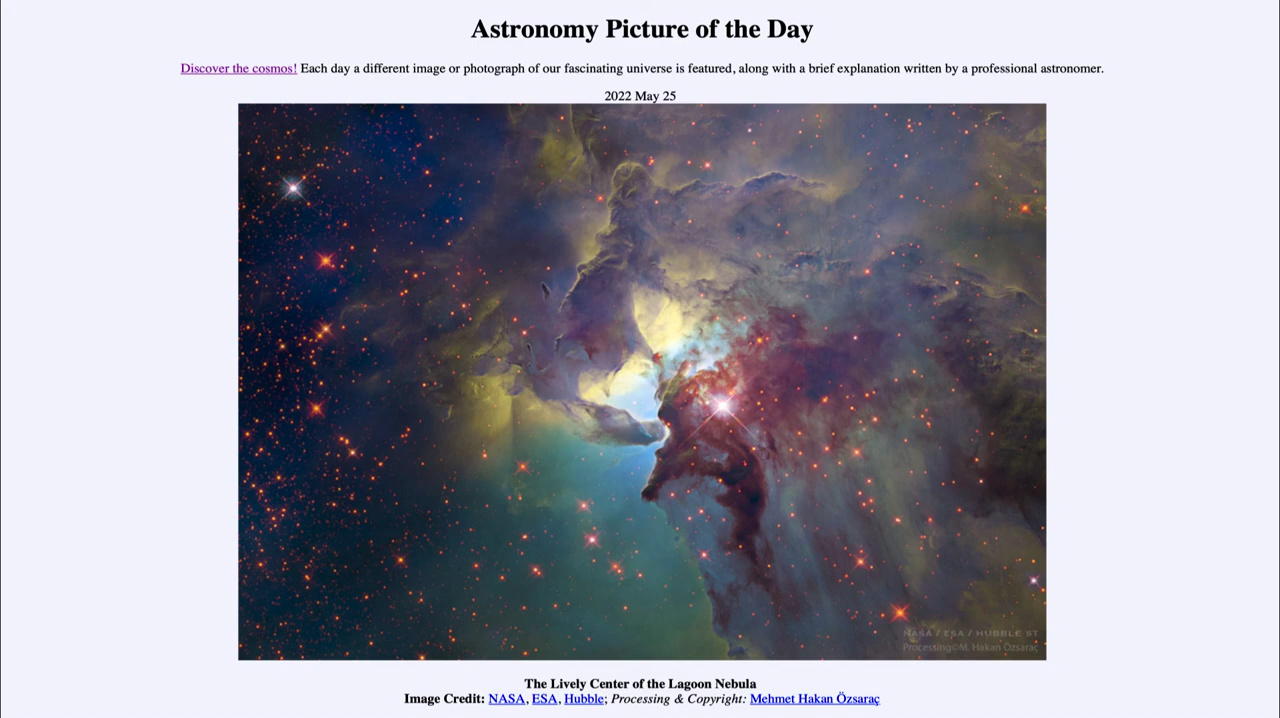 Astronomy Picture of the Day
Discover the cosmos! Each day a different image or photograph of our fascinating universe is featured, along with a brief explanation written by a professional astronomer.
2022 May 25
NASA / ESA / HUBBLE ST
Processing©M. Hakan Özsaraç
The Lively Center of the Lagoon Nebula
Image Credit: NASA, ESA, Hubble; Processing & Copyright: Mehmet Hakan Özsaraç